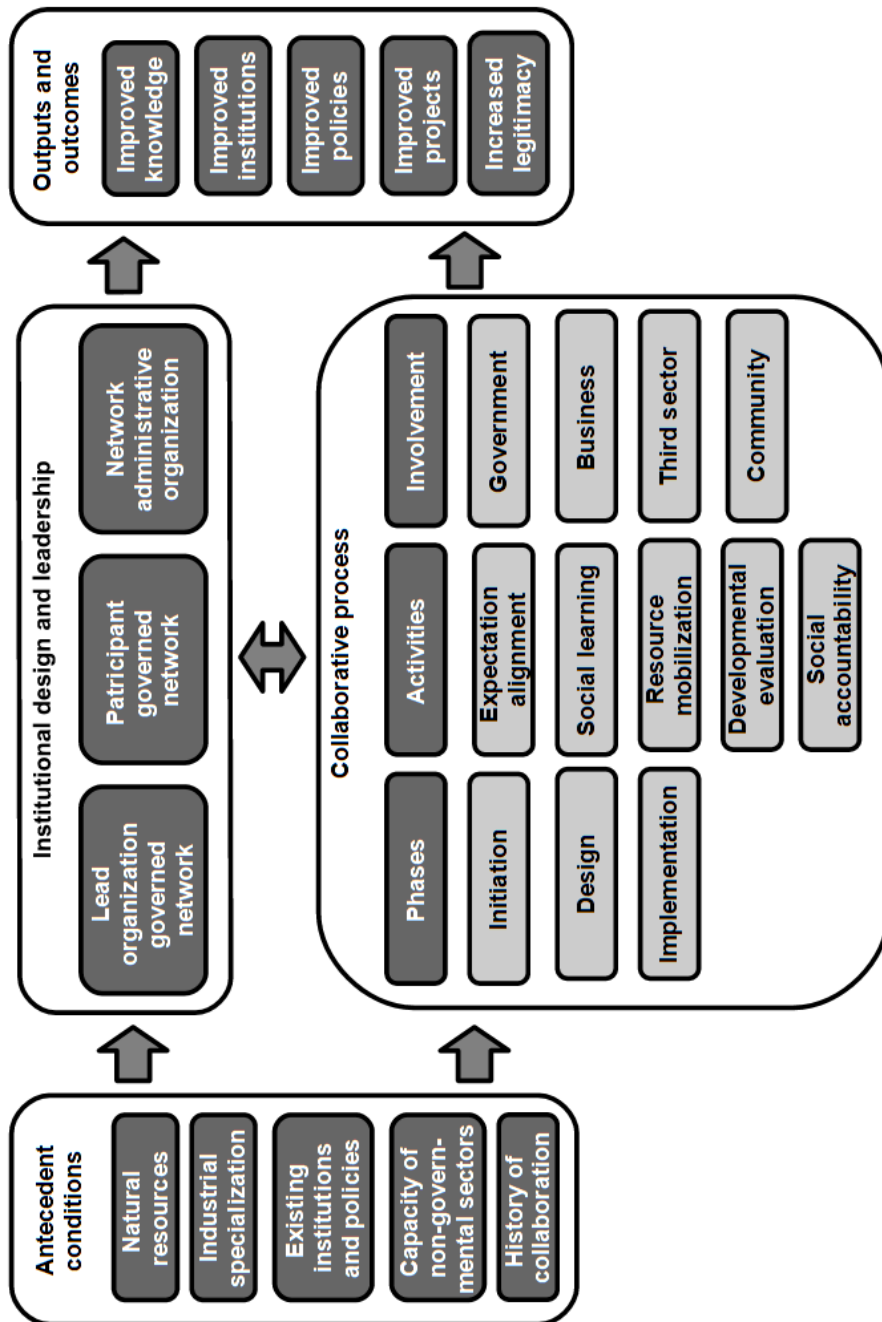 Antecedent
conditions
Natural
resources
Industrial
specialization
Existing
institutions
and policies
Capacity of
non-govern-
mental sectors
History of
collaboration
Institutional design and leadership
Lead
organization
governed
network
Patricipant
governed
network
Network
administrative
organization
Collaborative process
Phases
Initiation
Design
Implementation
Activities
Expectation
alignment
Social learning
Resource
mobilization
Developmental
evaluation
Social
accountability
Involvement
Government
Business
Third sector
Community
Outputs and
outcomes
Improved
knowledge
Improved
institutions
Improved
policies
Improved
projects
Increased
legitimacy